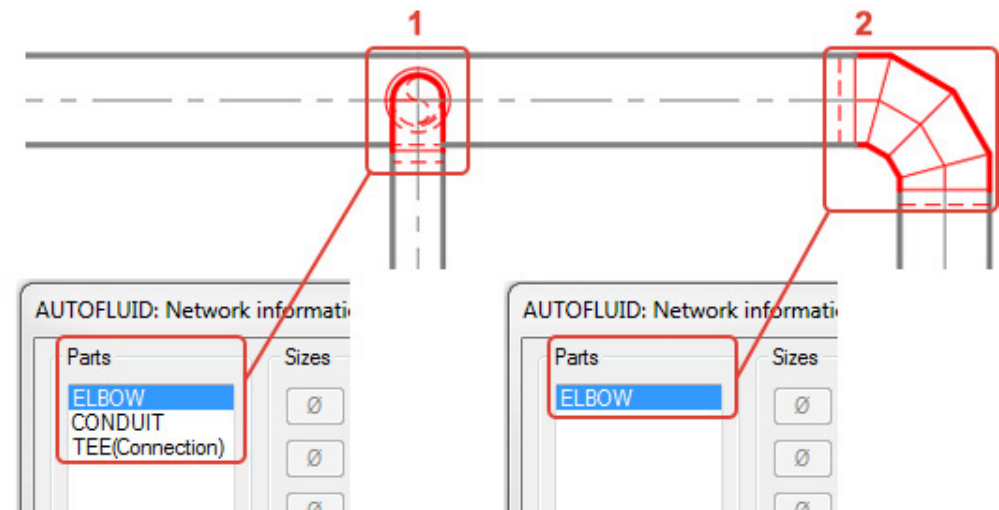 1
2
AUTOFLUID: Network informati
Parts
Sizes
ELBOW
CONDUIT
TEE(Connection)
Ø
Ø
Ø
AUTOFLUID: Network informati
Parts
Sizes
ELBOW
Ø
Ø
Ø